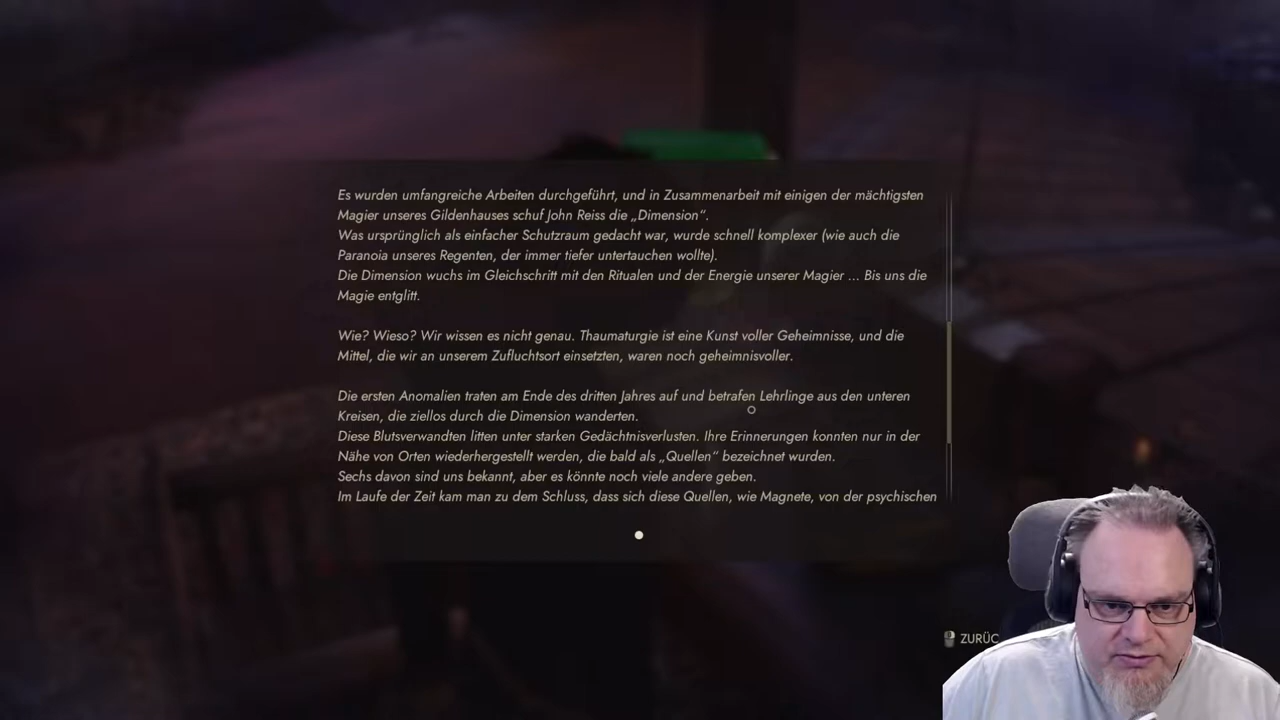 Es wurden umfangreiche Arbeiten durchgeführt, und in Zusammenarbeit mit einigen der mächtigsten
Magier unseres Gildenhauses schuf John Reiss die „Dimension“.
Was ursprünglich als einfacher Schutzraum gedacht war, wurde schnell komplexer (wie auch die
Paranoia unseres Regenten, der immer tiefer untertauchen wollte).
Die Dimension wuchs im Gleichschritt mit den Ritualen und der Energie unserer Magier ... Bis uns die
Magie entglitt.
Wie? Wieso? Wir wissen es nicht genau. Thaumaturgie ist eine Kunst voller Geheimnisse, und die
Mittel, die wir an unserem Zufluchtsort einsetzten, waren noch geheimnisvoller.
Die ersten Anomalien traten am Ende des dritten Jahres auf und betrafen Lehrlinge aus den unteren
Kreisen, die ziellos durch die Dimension wanderten.
Diese Blutsverwandten litten unter starken Gedächtnisverlusten. Ihre Erinnerungen konnten nur in der
Nähe von Orten wiederhergestellt werden, die bald als „Quellen“ bezeichnet wurden.
Sechs davon sind uns bekannt, aber es könnte noch viele andere geben.
Im Laufe der Zeit kam man zu dem Schluss, dass sich diese Quellen, wie Magnete, von der psychischen
ZURÜC